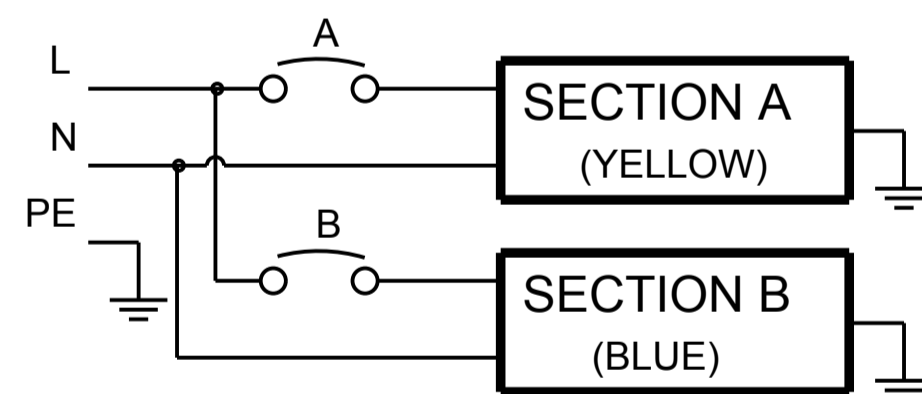 A
L
SECTION A
N
(YELLOW)
PE
B
SECTION B
(BLUE)